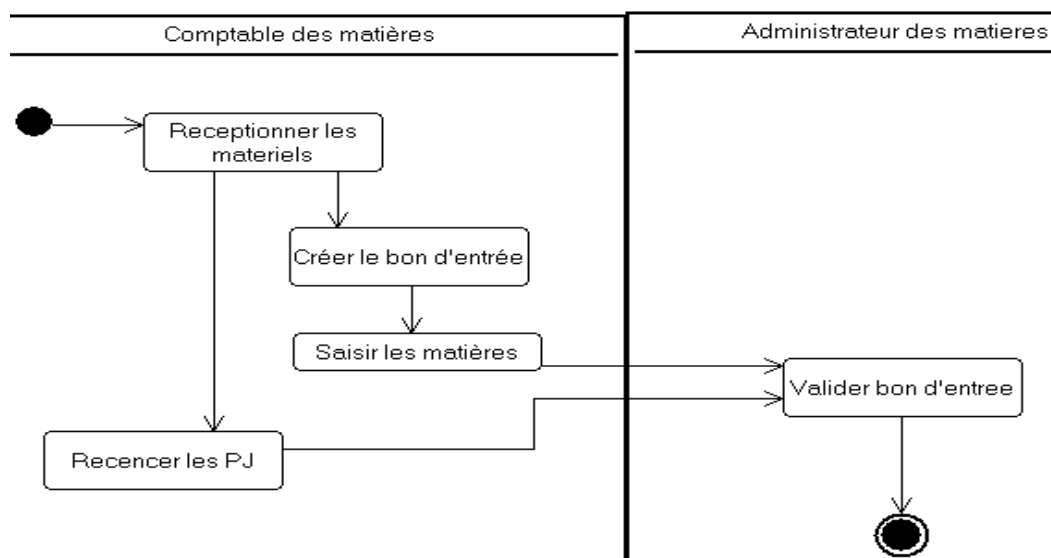 Comptable des matières
Administrateur des matieres
Receptionner les
materiels
Créer le bon d'entrée
Saisir les matières
Valider bon d'entree
Recencer les PJ